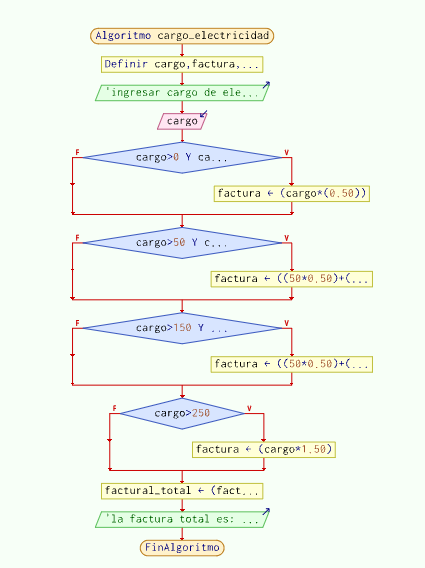 Algoritmo cargo_electricidad
Definir cargo,factura,...
'ingresar cargo de ele...
cargo
F cargo>0 Y ca... V
factura ← (cargo*(0.50))
F cargo>50 Y c... V
factura ← ((50*0.50)+(...
F cargo>150 Y ... V
factura ← ((50*0.50)+(...
F cargo>250 V
factura ← (cargo*1.50)
factural_total ← (fact...
'la factura total es: ...
FinAlgoritmo